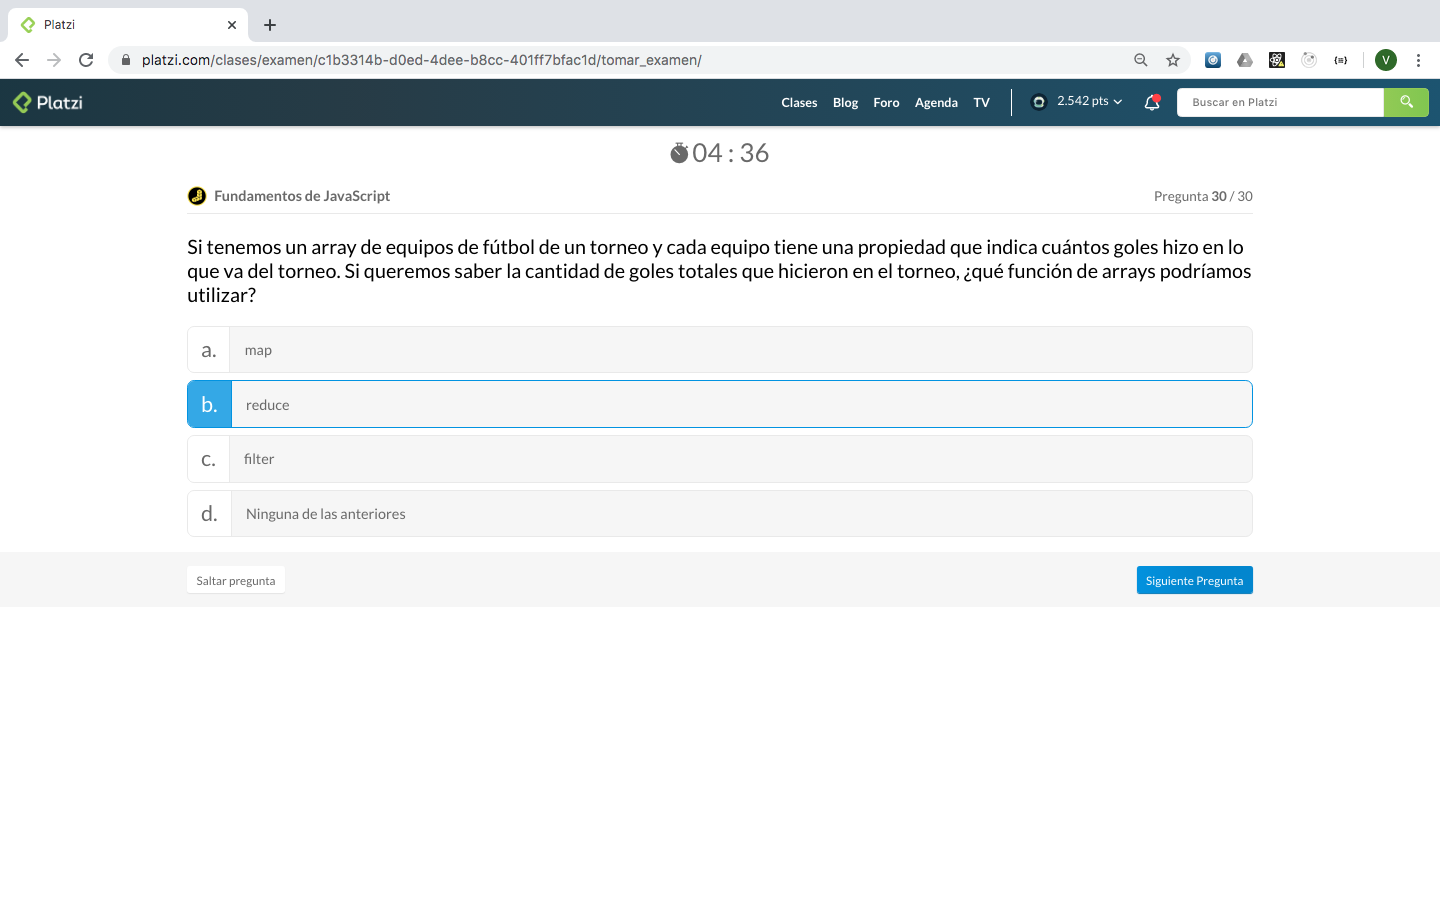 Platzi
platzi.com/clases/examen/c1b3314b-d0ed-4dee-b8cc-401ff7bfac1d/tomar_examen/
V
Platzi
Clases Blog Foro Agenda TV 2.542 pts Buscar en Platzi
04 : 36
Fundamentos de JavaScript Pregunta 30 / 30
Si tenemos un array de equipos de fútbol de un torneo y cada equipo tiene una propiedad que indica cuántos goles hizo en lo
que va del torneo. Si queremos saber la cantidad de goles totales que hicieron en el torneo, ¿qué función de arrays podríamos
utilizar?
a. map
b. reduce
c. filter
d. Ninguna de las anteriores
Saltar pregunta Siguiente Pregunta